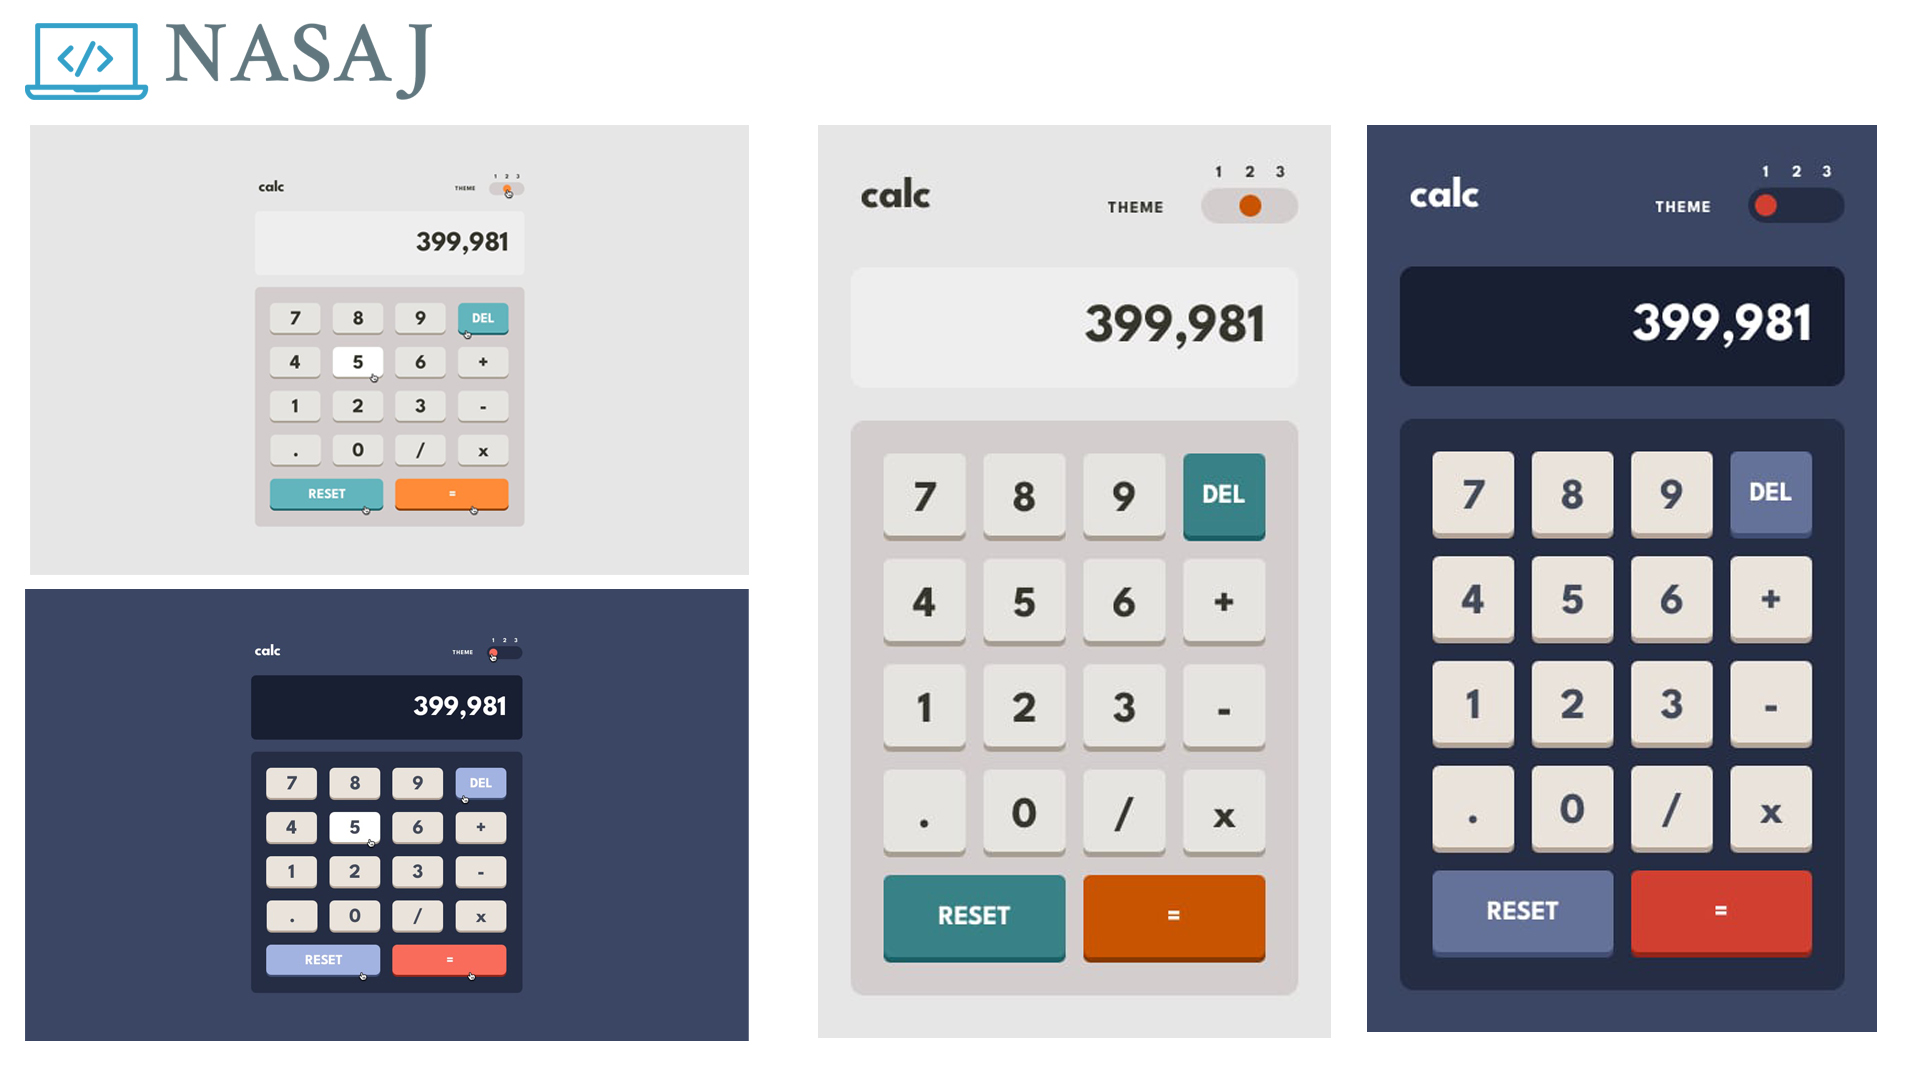 </> NASAJ
1 2 3
calc THEME
399,981
7 8 9 DEL
4 5 6 +
1 2 3 -
. 0 / x
RESET =
1 2 3
calc THEME
399,981
7 8 9 DEL
4 5 6 +
1 2 3 -
. 0 / x
RESET =
1 2 3
calc THEME
399,981
7 8 9 DEL
4 5 6 +
1 2 3 -
. 0 / x
RESET =
1 2 3
calc THEME
399,981
7 8 9 DEL
4 5 6 +
1 2 3 -
. 0 / x
RESET =